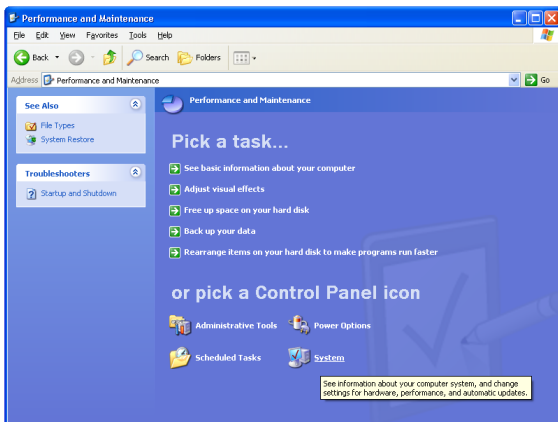 Performance and Maintenance
File Edit View Favorites Tools Help
Back Search Folders
Address Performance and Maintenance Go
See Also
File Types
System Restore
Troubleshooters
Startup and Shutdown
Performance and Maintenance
Pick a task...
See basic information about your computer
Adjust visual effects
Free up space on your hard disk
Back up your data
Rearrange items on your hard disk to make programs run faster
or pick a Control Panel icon
Administrative Tools Power Options
Scheduled Tasks System
See information about your computer system, and change
settings for hardware, performance, and automatic updates.